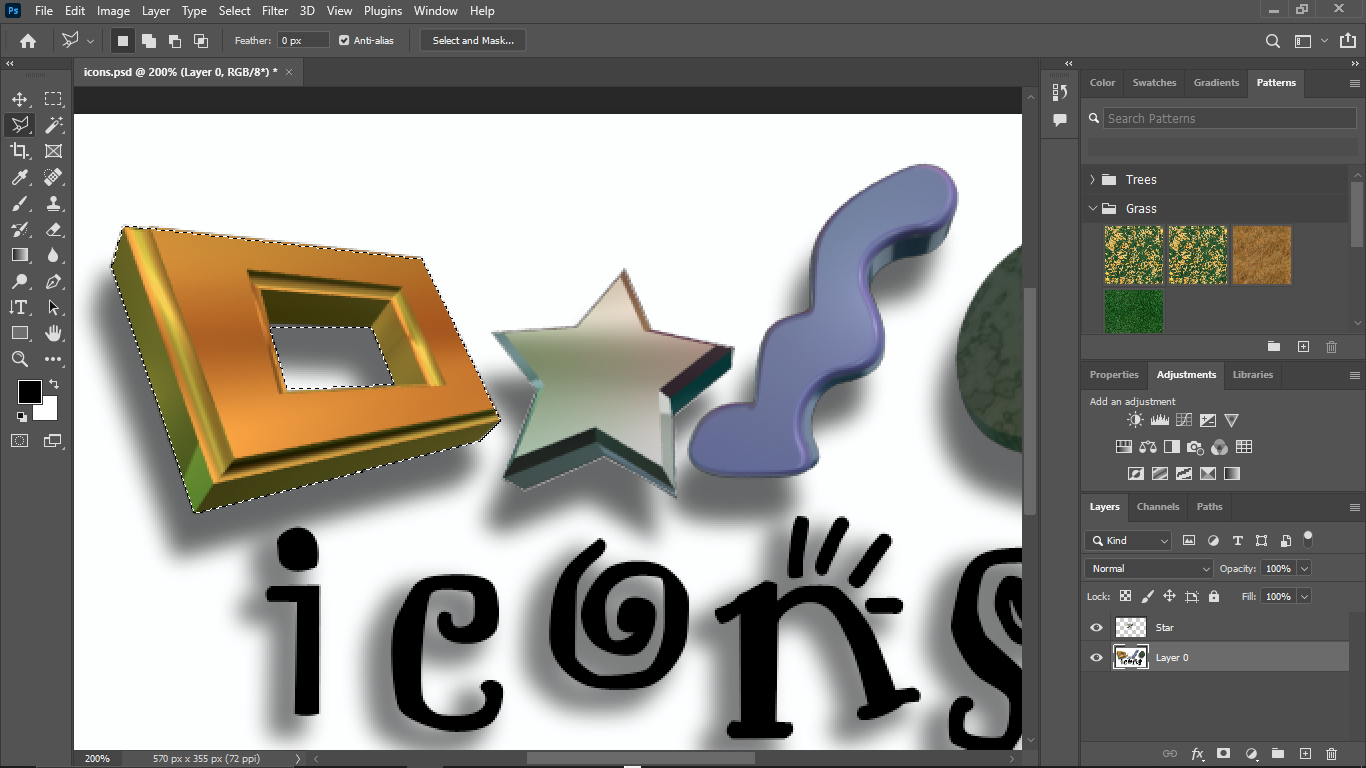 Ps File Edit Image Layer Type Select Filter 3D View Plugins Window Help
Feather: 0 px Anti-alias Select and Mask...
icons.psd @ 200% (Layer 0, RGB/8*) * ×
Color Swatches Gradients Patterns
Search Patterns
Trees
Grass
Properties Adjustments Libraries
Add an adjustment
Layers Channels Paths
Kind
Normal Opacity: 100%
Lock: Fill: 100%
Star
Layer 0
icons
200% 570 px x 355 px (72 ppi)
fx